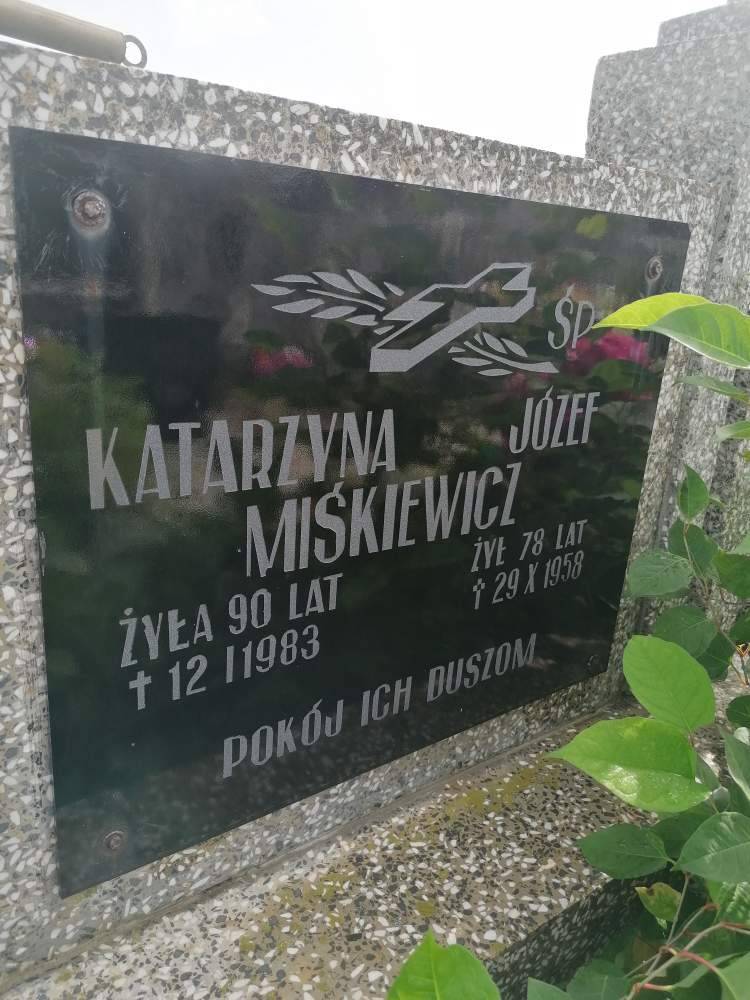 ŚP
KATARZYNA JÓZEF
MIŚKIEWICZ
ŻYŁA 90 LAT ŻYŁ 78 LAT
† 12 I 1983 † 29 X 1958
POKÓJ ICH DUSZOM